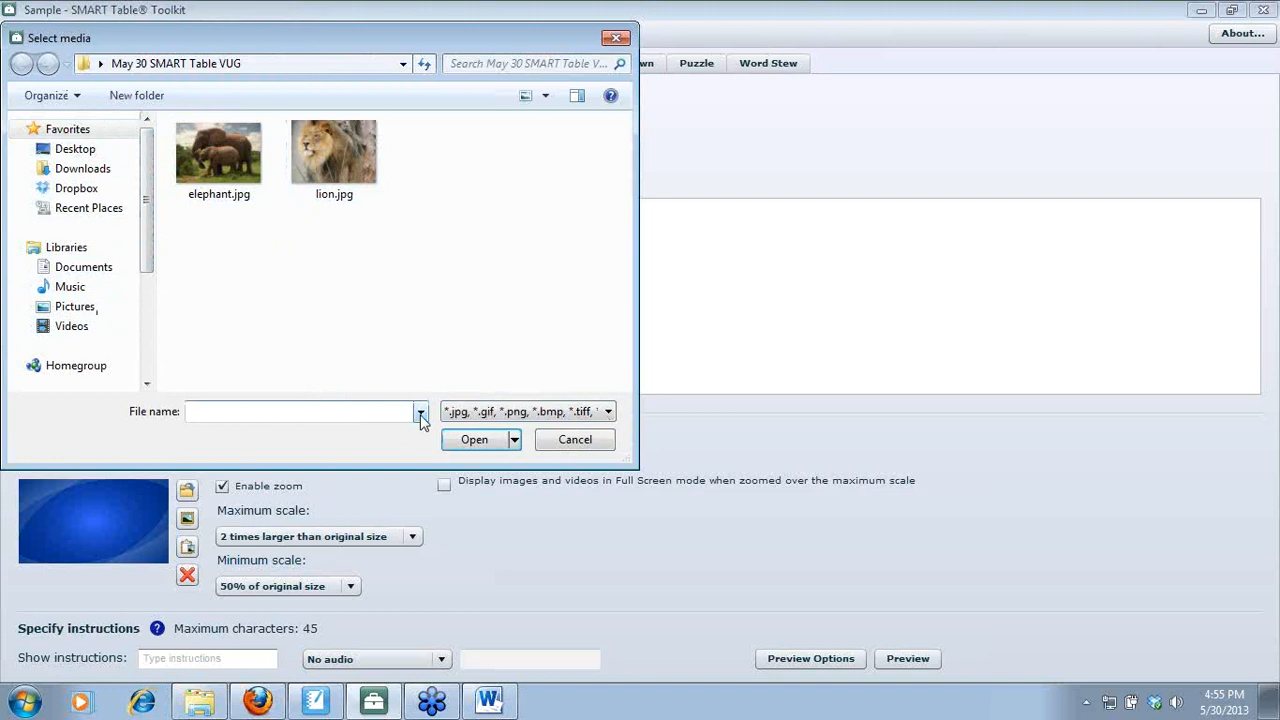 Sample - SMART Table® Toolkit
Select media
About...
May 30 SMART Table VUG
Search May 30 SMART Table V...
wn
Puzzle
Word Stew
Organize
New folder
Favorites
Desktop
Downloads
Dropbox
Recent Places
Libraries
Documents
Music
Pictures
Videos
Homegroup
elephant.jpg
lion.jpg
File name:
*.jpg, *.gif, *.png, *.bmp, *.tiff, *
Open
Cancel
Enable zoom
Display images and videos in Full Screen mode when zoomed over the maximum scale
Maximum scale:
2 times larger than original size
Minimum scale:
50% of original size
Specify instructions
Maximum characters: 45
Show instructions:
Type instructions
No audio
Preview Options
Preview
4:55 PM
5/30/2013